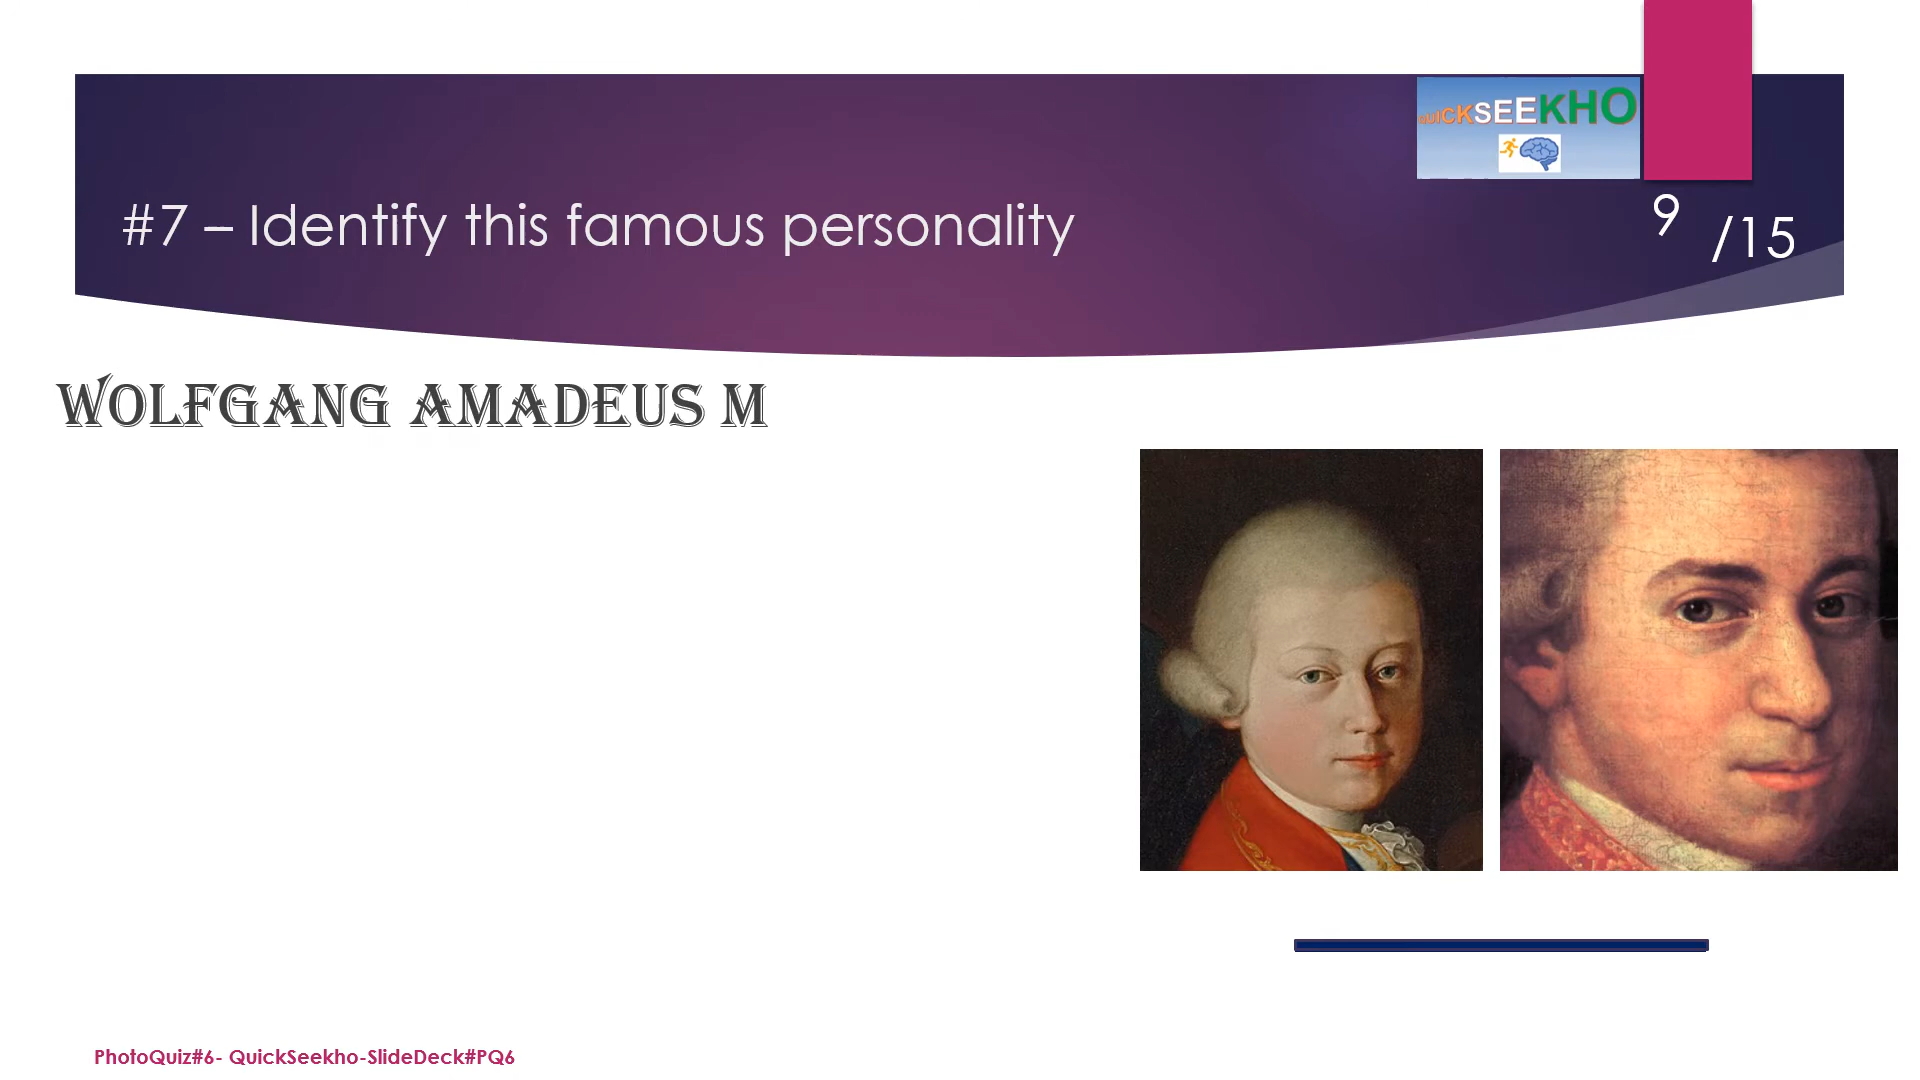 QUICKSEEKHO
#7 – Identify this famous personality
9 /15
WOLFGANG AMADEUS M
PhotoQuiz#6- QuickSeekho-SlideDeck#PQ6